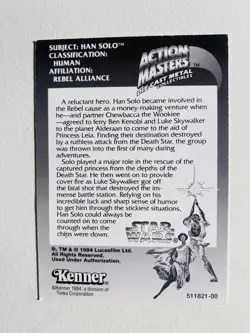 SUBJECT: HAN SOLO™
CLASSIFICATION:
HUMAN
AFFILIATION:
REBEL ALLIANCE
ACTION
MASTERS™
DIE CAST METAL
COLLECTIBLES
A reluctant hero, Han Solo became involved in
the Rebel cause as a money-making venture when
he—and partner Chewbacca the Wookiee
—agreed to ferry Ben Kenobi and Luke Skywalker
to the planet Alderaan to come to the aid of
Princess Leia. Finding their destination destroyed
by a ruthless attack from the Death Star, the group
was thrown into the first of many daring
adventures.
Solo played a major role in the rescue of the
captured princess from the depths of the
Death Star. He then went on to provide
cover fire as Luke Skywalker got off
the fatal shot that destroyed the im-
mense battle station. Relying on his
incredible luck and sharp sense of humor
to get him through the stickiest situations,
Han Solo could always be
counted on to come
through when the
chips were down.
STAR
WARS
®, TM & © 1994 Lucasfilm Ltd.
All Rights Reserved.
Used Under Authorization.
Kenner
©Kenner 1994, a division of
Tonka Corporation.
511821-00